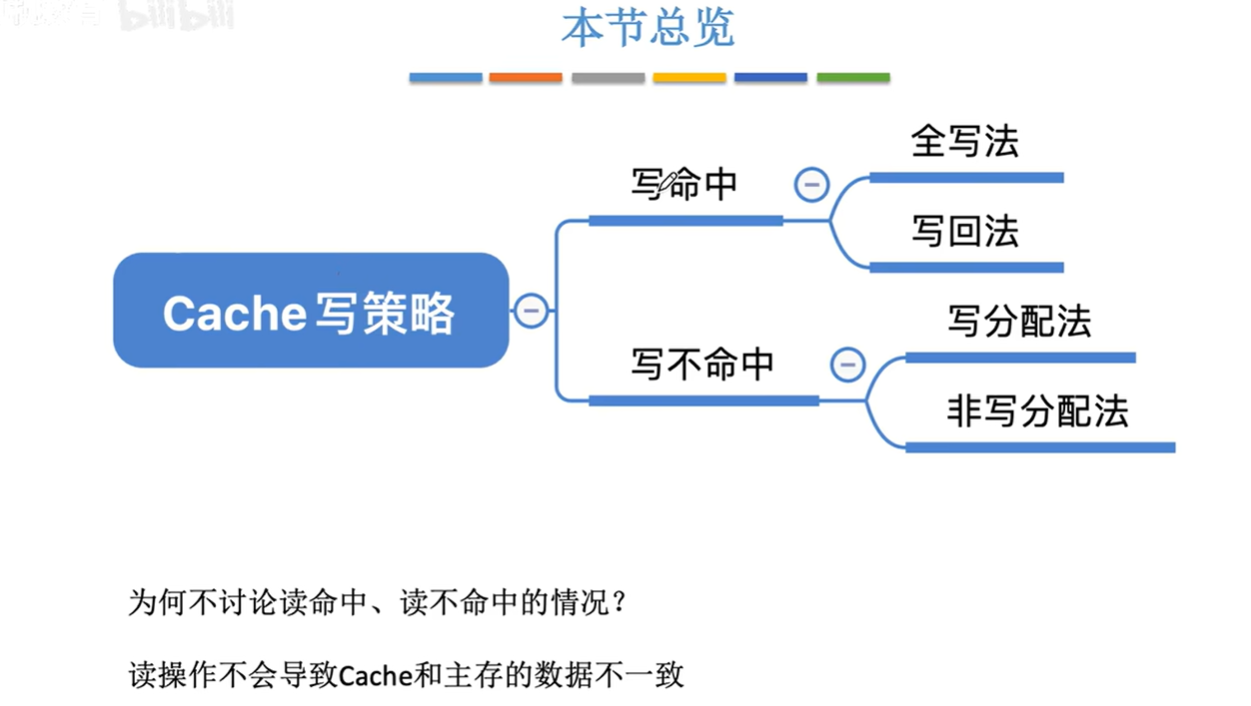 bilibili
本节总览
全写法
写命中
写回法
Cache写策略
写分配法
写不命中
非写分配法
为何不讨论读命中、读不命中的情况？
读操作不会导致Cache和主存的数据不一致